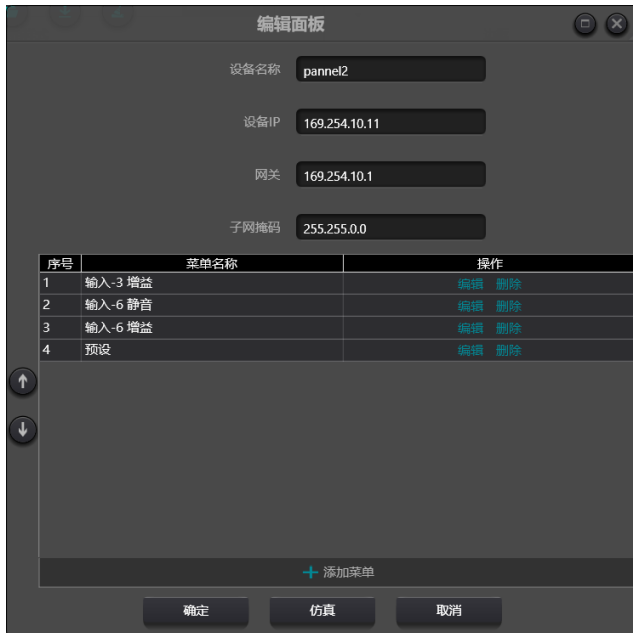 编辑面板
设备名称 pannel2
设备IP 169.254.10.11
网关 169.254.10.1
子网掩码 255.255.0.0
序号 菜单名称 操作
1 输入-3 增益 编辑 删除
2 输入-6 静音 编辑 删除
3 输入-6 增益 编辑 删除
4 预设 编辑 删除
添加菜单
确定 仿真 取消